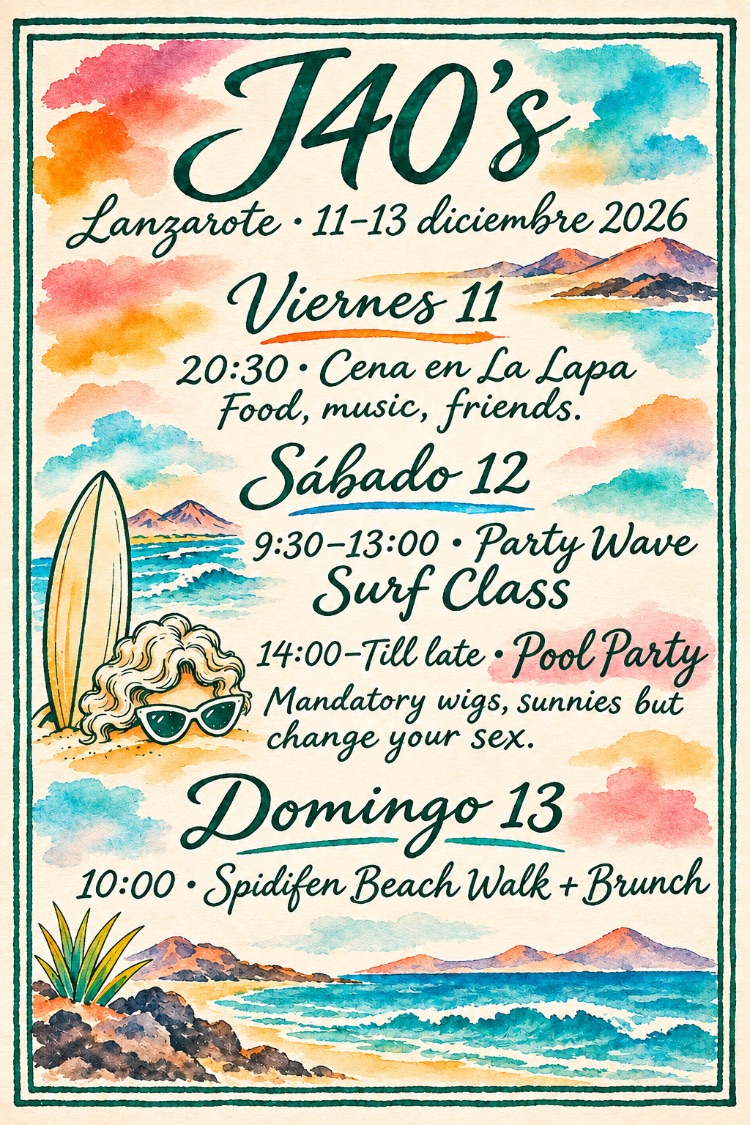 J40's
Lanzarote · 11–13 diciembre 2026
Viernes 11
20:30 · Cena en La Lapa
Food, music, friends.
Sábado 12
9:30–13:00 · Party Wave
Surf Class
14:00–Till late · Pool Party
Mandatory wigs, sunnies but
change your sex.
Domingo 13
10:00 · Spidifen Beach Walk + Brunch